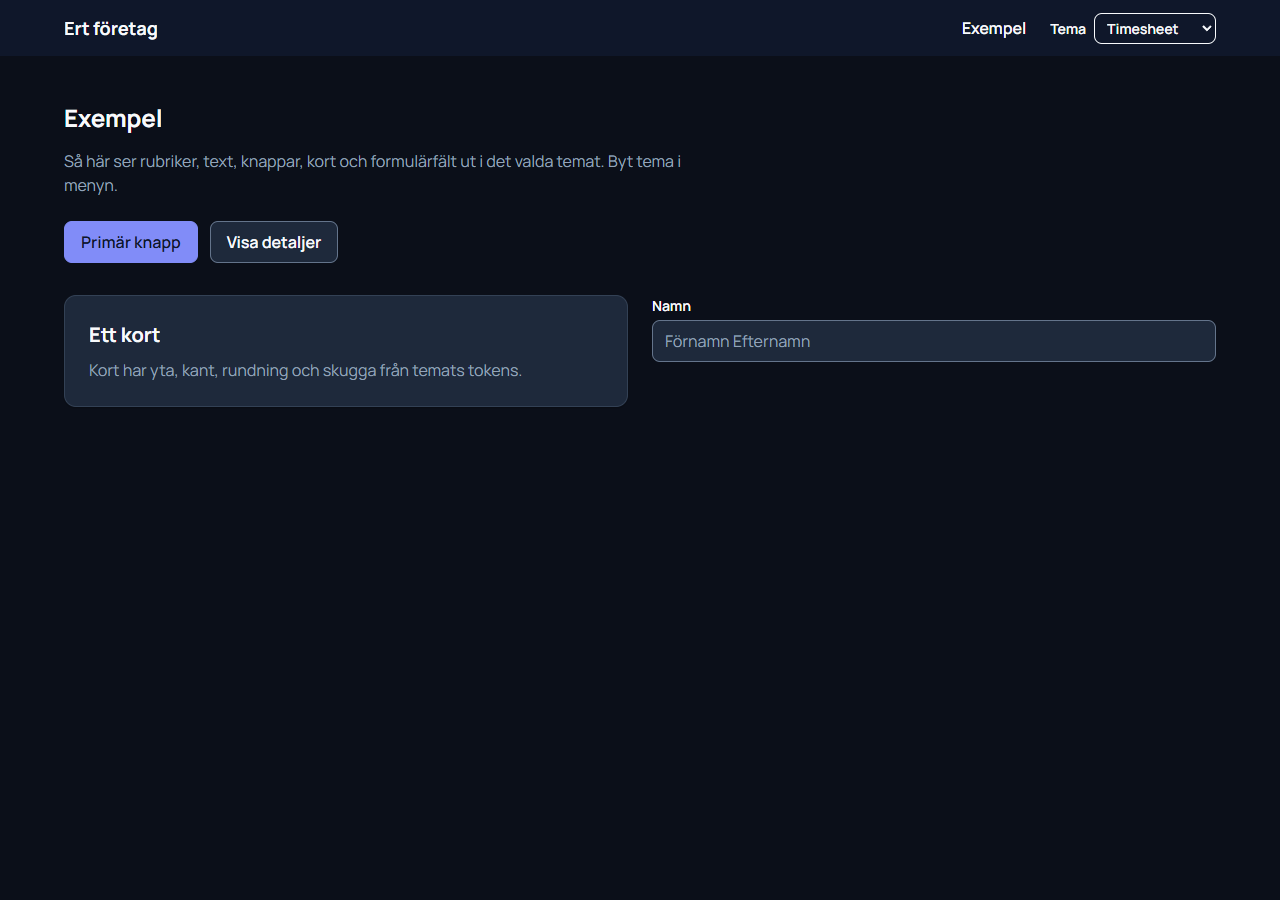 Ert företag
Exempel
Tema
Timesheet
Exempel
Så här ser rubriker, text, knappar, kort och formulärfält ut i det valda temat. Byt tema i
menyn.
Primär knapp
Visa detaljer
Ett kort
Kort har yta, kant, rundning och skugga från temats tokens.
Namn
Förnamn Efternamn